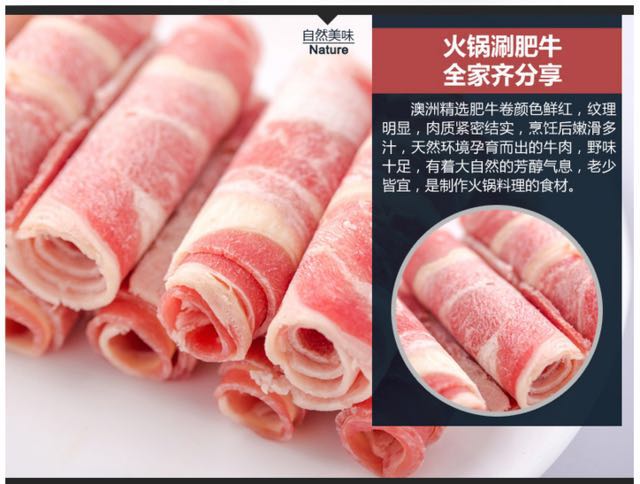 自然美味
Nature
火锅涮肥牛
全家齐分享
澳洲精选肥牛卷颜色鲜红，纹理
明显，肉质紧密结实，烹饪后嫩滑多
汁，天然环境孕育而出的牛肉，野味
十足，有着大自然的芳醇气息，老少
皆宜，是制作火锅料理的食材。